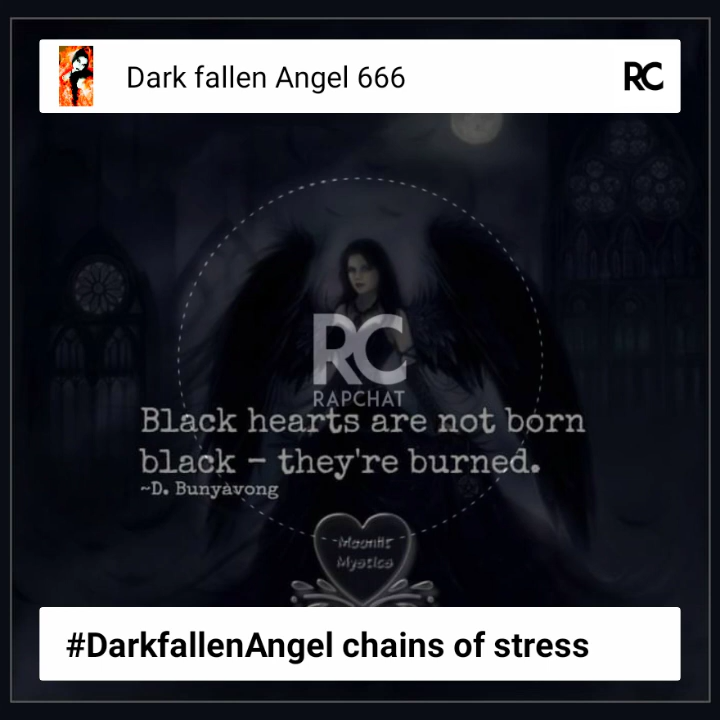 Dark fallen Angel 666
RC
RC
RAPCHAT
Black hearts are not born
black – they're burned.
~D. Bunyavong
Moonlit
Mystics
#DarkfallenAngel chains of stress